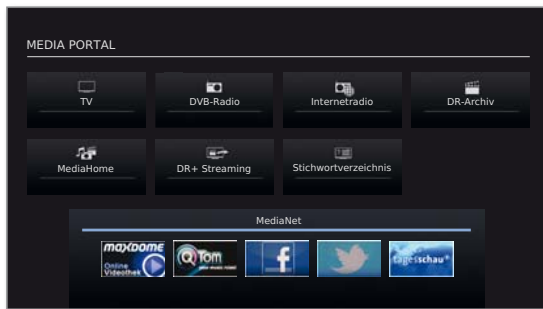 MEDIA PORTAL
TV
DVB-Radio
Internetradio
DR-Archiv
MediaHome
DR+ Streaming
Stichwortverzeichnis
MediaNet
maxdome
Online
Videothek
QTom
f
tagesschau